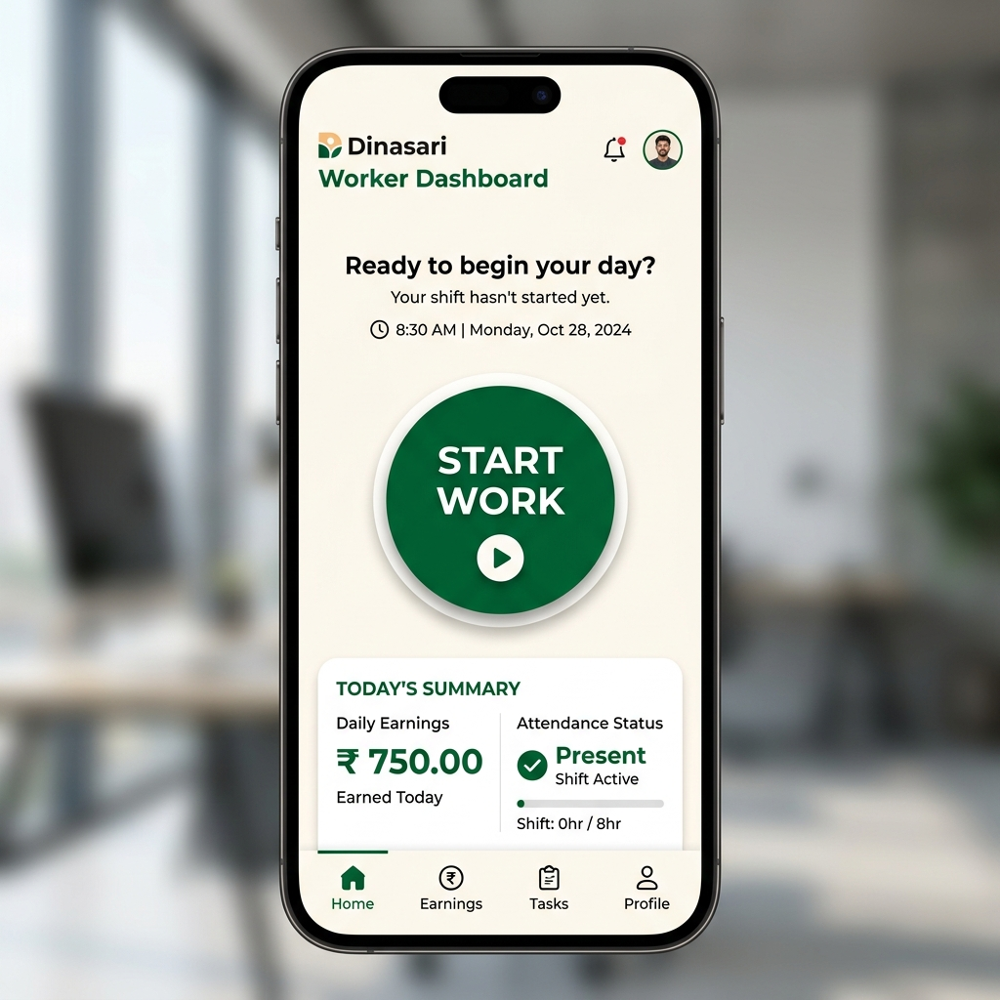 Dinasari
Worker Dashboard
Ready to begin your day?
Your shift hasn't started yet.
8:30 AM | Monday, Oct 28, 2024
START
WORK
TODAY'S SUMMARY
Daily Earnings
₹ 750.00
Earned Today
Attendance Status
Present
Shift Active
Shift: 0hr / 8hr
Home
Earnings
Tasks
Profile